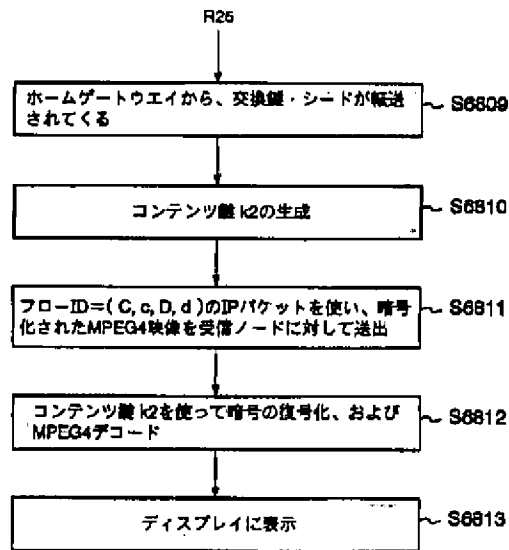 R26
ホームゲートウエイから、交換鍵・シードが転送
されてくる
S6809
コンテンツ鍵 k2の生成
S6810
フローID=( C, c, D, d )のIPパケットを使い、暗号
化されたMPEG4映像を受信ノードに対して送出
S6811
コンテンツ鍵 k2を使って暗号の復号化、および
MPEG4デコード
S6812
ディスプレイに表示
S6813